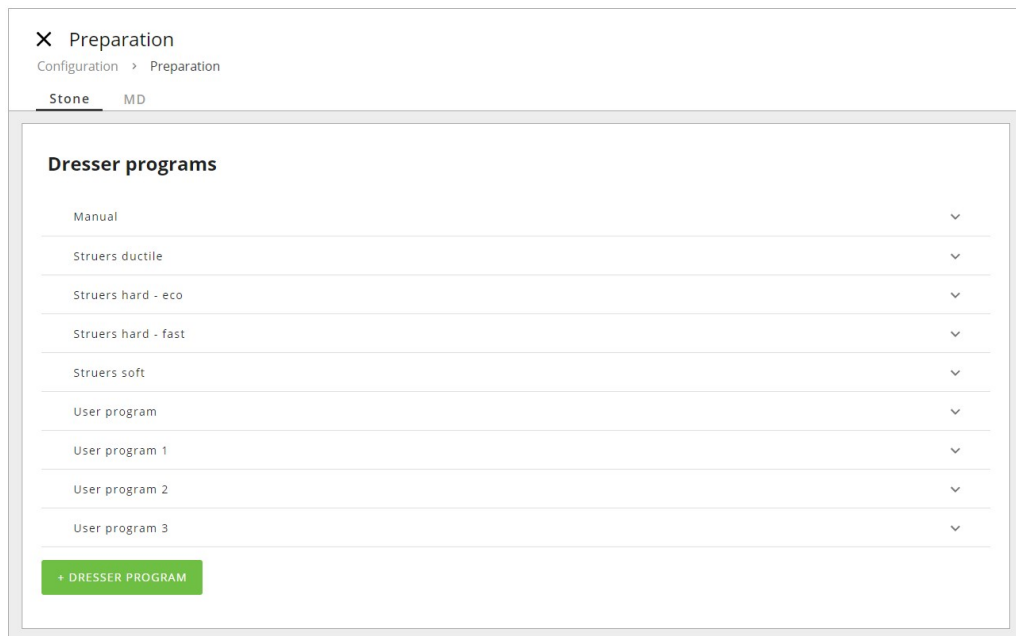 Preparation
Configuration > Preparation
Stone MD
Dresser programs
Manual
Struers ductile
Struers hard - eco
Struers hard - fast
Struers soft
User program
User program 1
User program 2
User program 3
+ DRESSER PROGRAM